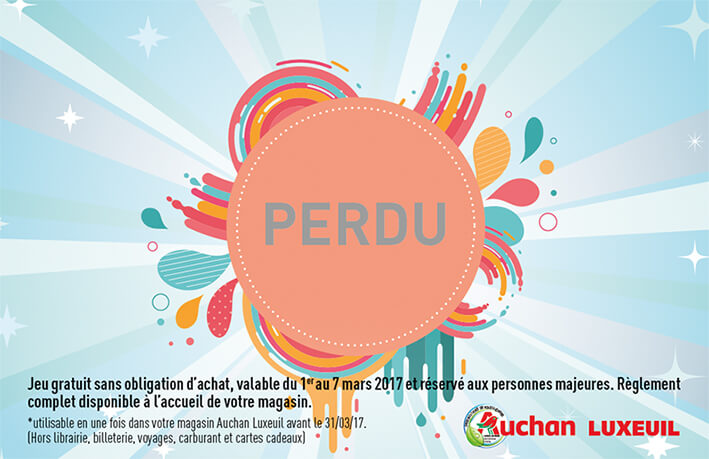 PERDU
Jeu gratuit sans obligation d'achat, valable du 1er au 7 mars 2017 et réservé aux personnes majeures. Règlement
complet disponible à l'accueil de votre magasin.
*utilisable en une fois dans votre magasin Auchan Luxeuil avant le 31/03/17.
(Hors librairie, billeterie, voyages, carburant et cartes cadeaux)
Auchan LUXEUIL